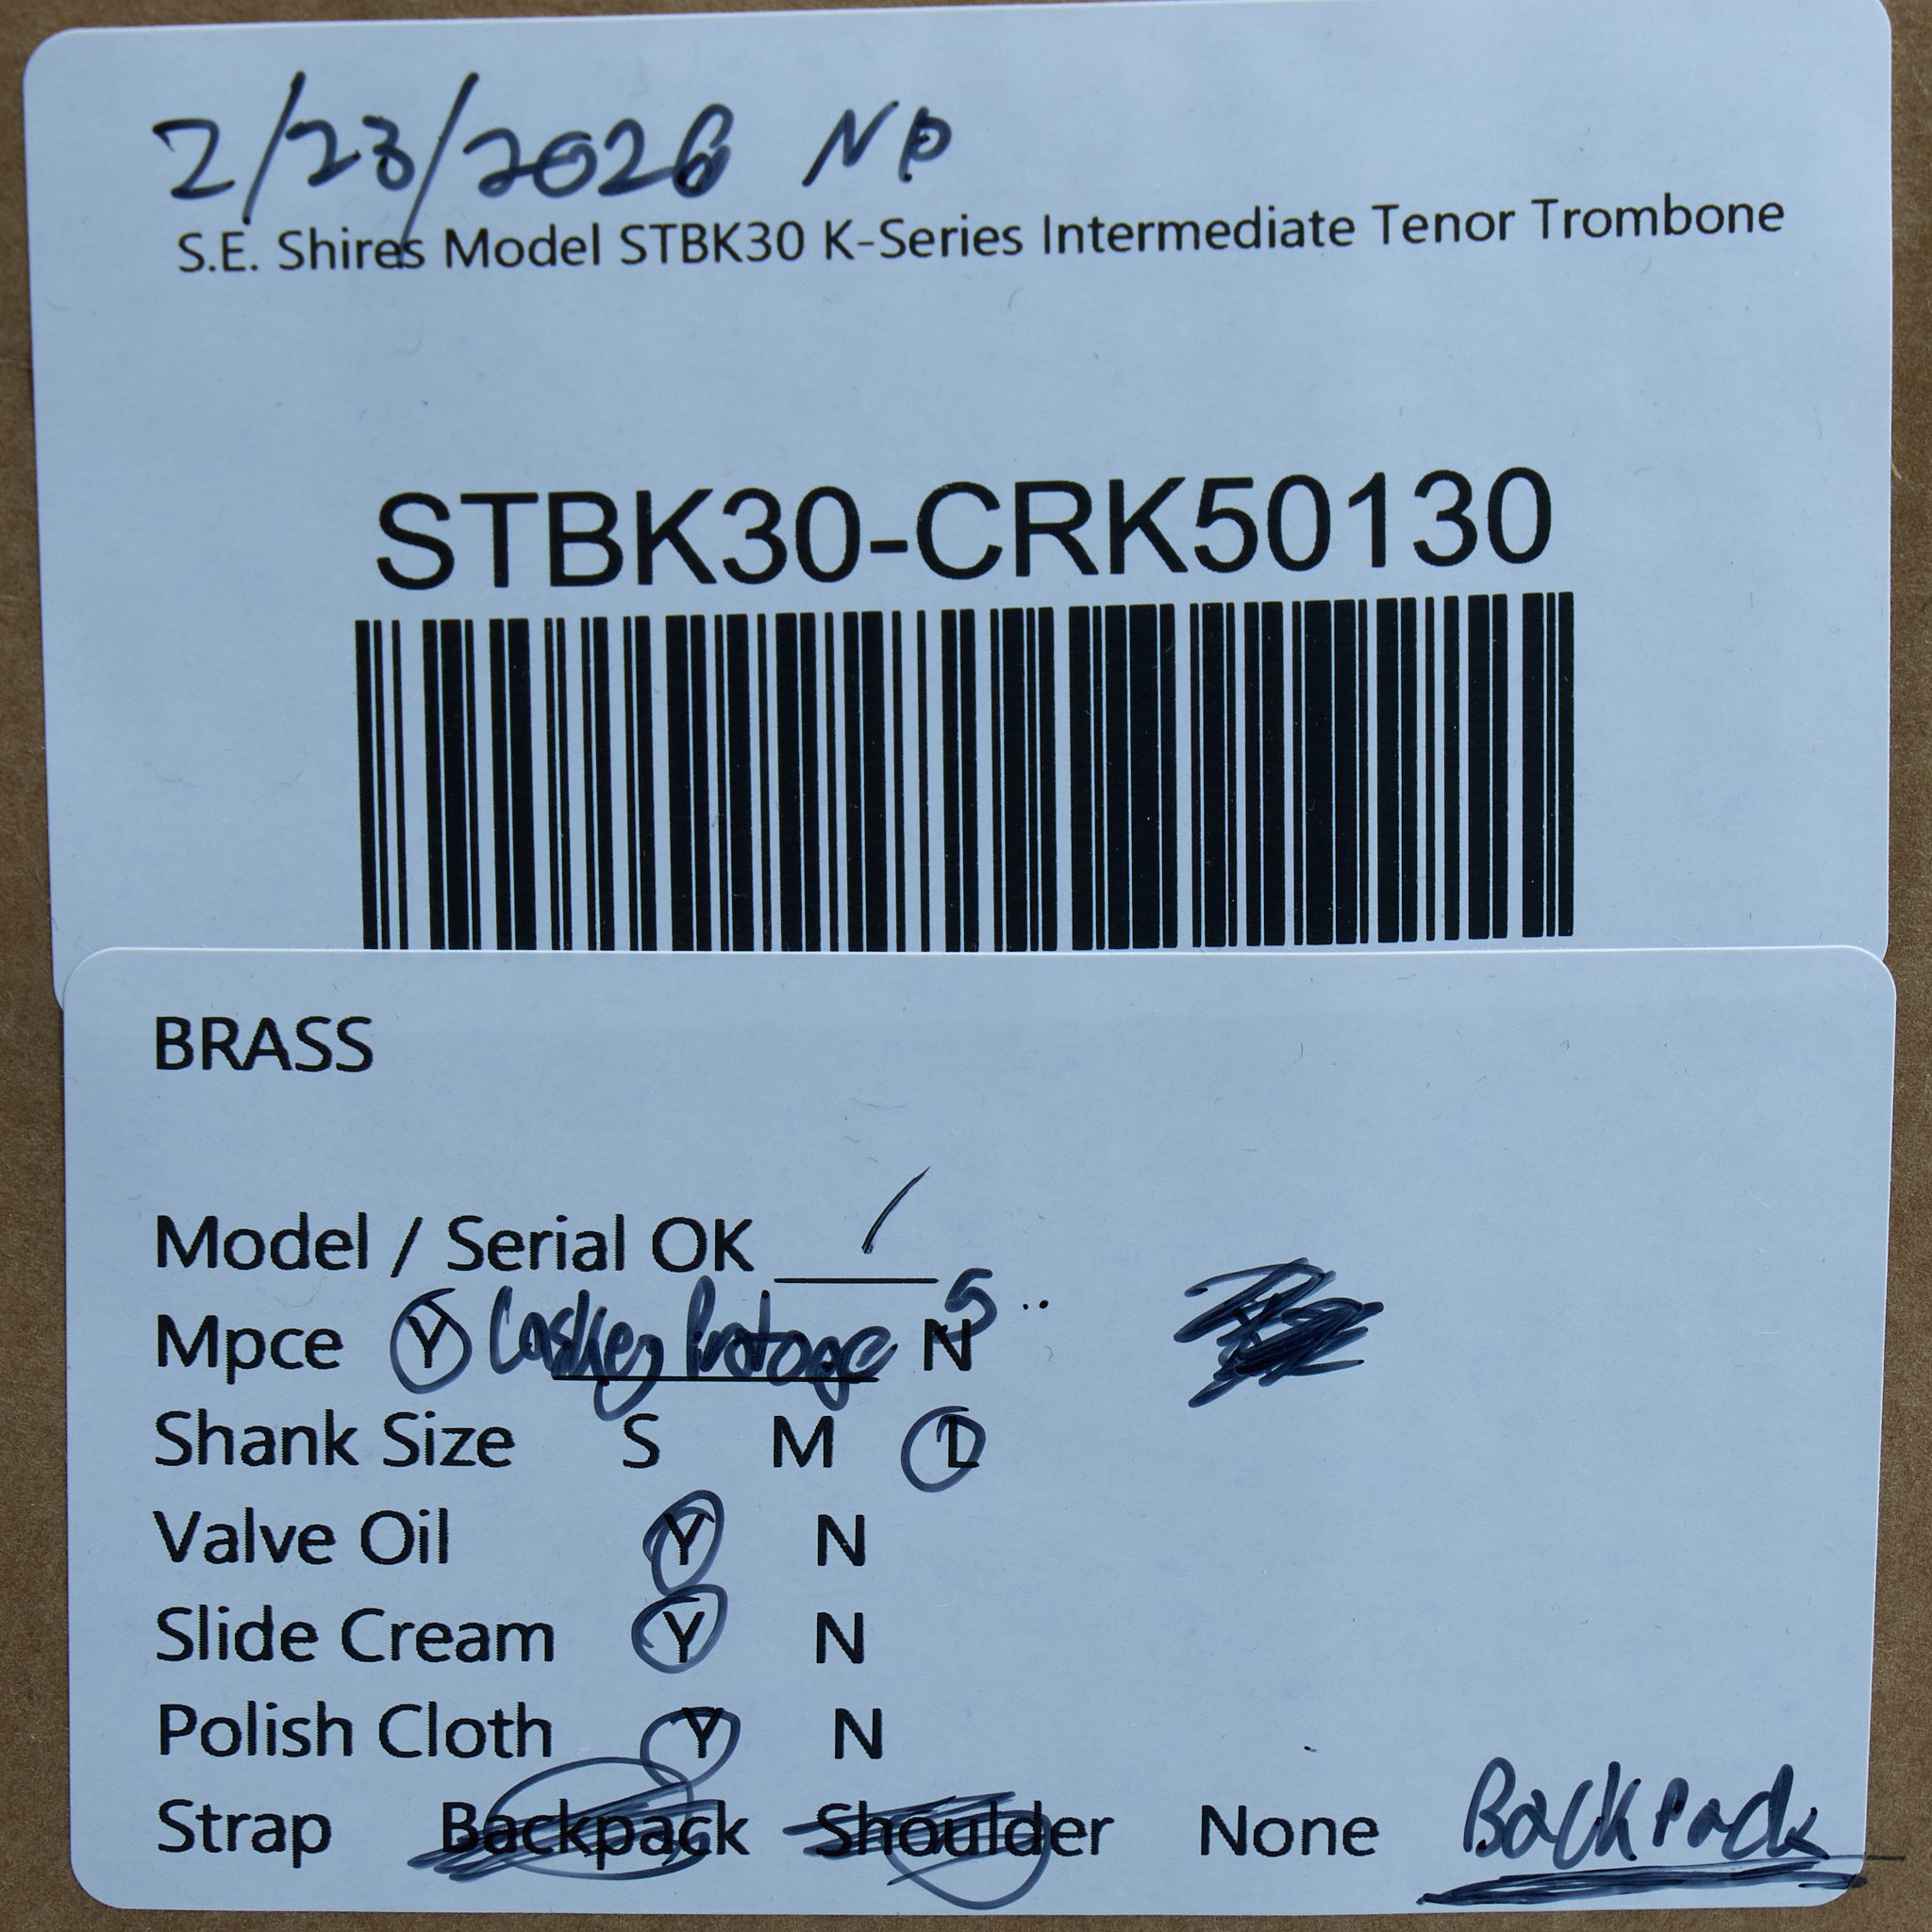 2/23/2026 NP
S.E. Shires Model STBK30 K-Series Intermediate Tenor Trombone
STBK30-CRK50130
BRASS
Model / Serial OK
Mpce Y N 5
Shank Size S M L
Valve Oil Y N
Slide Cream Y N
Polish Cloth Y N
Strap Backpack Shoulder None Backpack